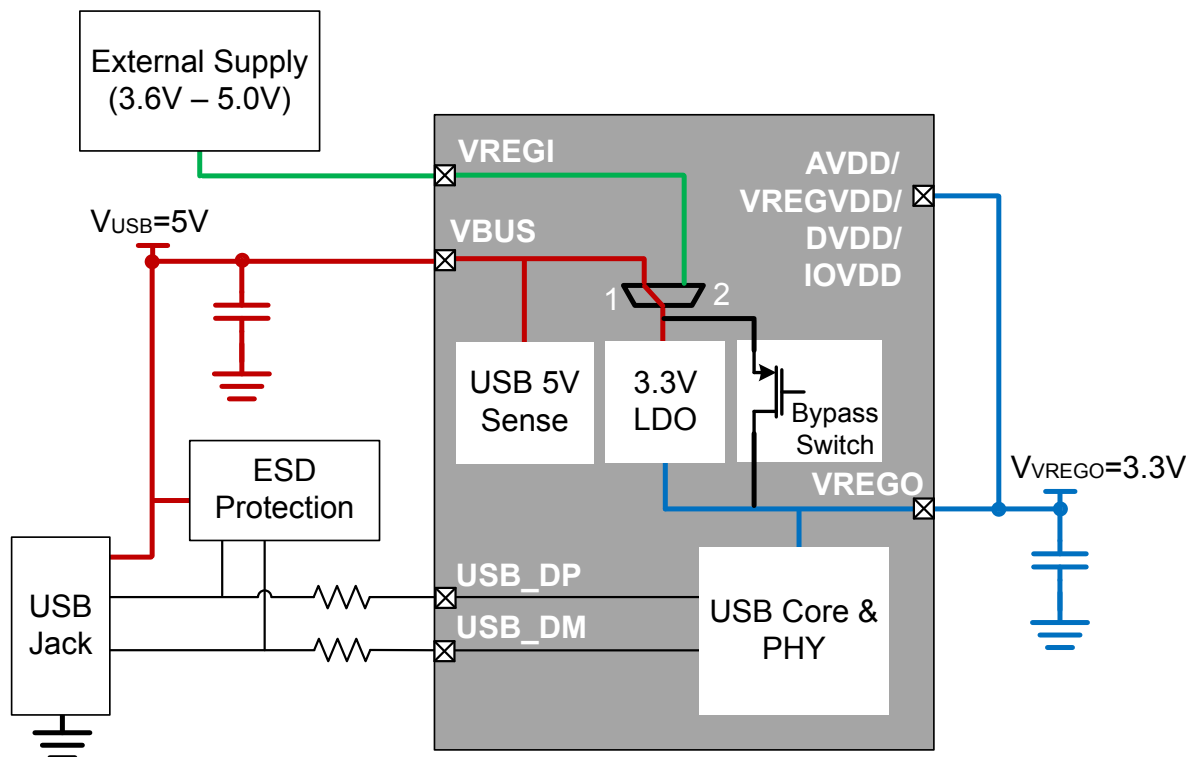 External Supply
(3.6V – 5.0V)
VREGI
AVDD/
VREGVDD/
DVDD/
IOVDD
VUSB=5V
VBUS
1
2
USB 5V
Sense
3.3V
LDO
Bypass
Switch
ESD
Protection
VREGO
VVREGO=3.3V
USB
Jack
USB_DP
USB_DM
USB Core &
PHY